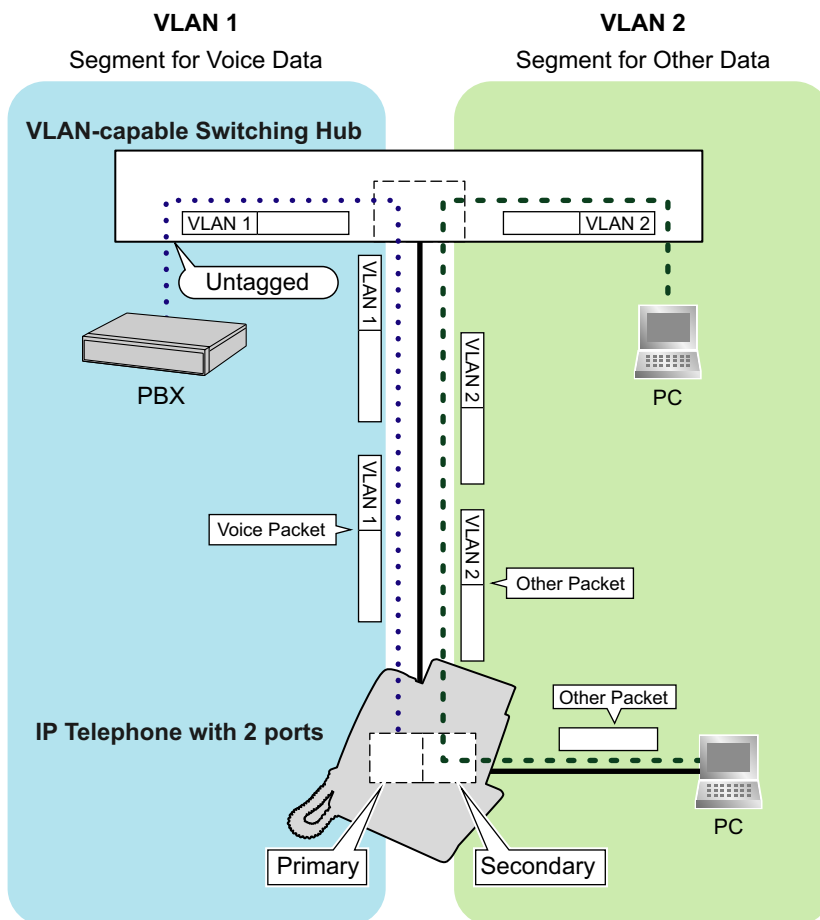 VLAN 1
Segment for Voice Data
VLAN 2
Segment for Other Data
VLAN-capable Switching Hub
VLAN 1
VLAN 2
Untagged
VLAN 1
PBX
VLAN 2
PC
VLAN 1
Voice Packet
VLAN 2
Other Packet
Other Packet
IP Telephone with 2 ports
PC
Primary
Secondary